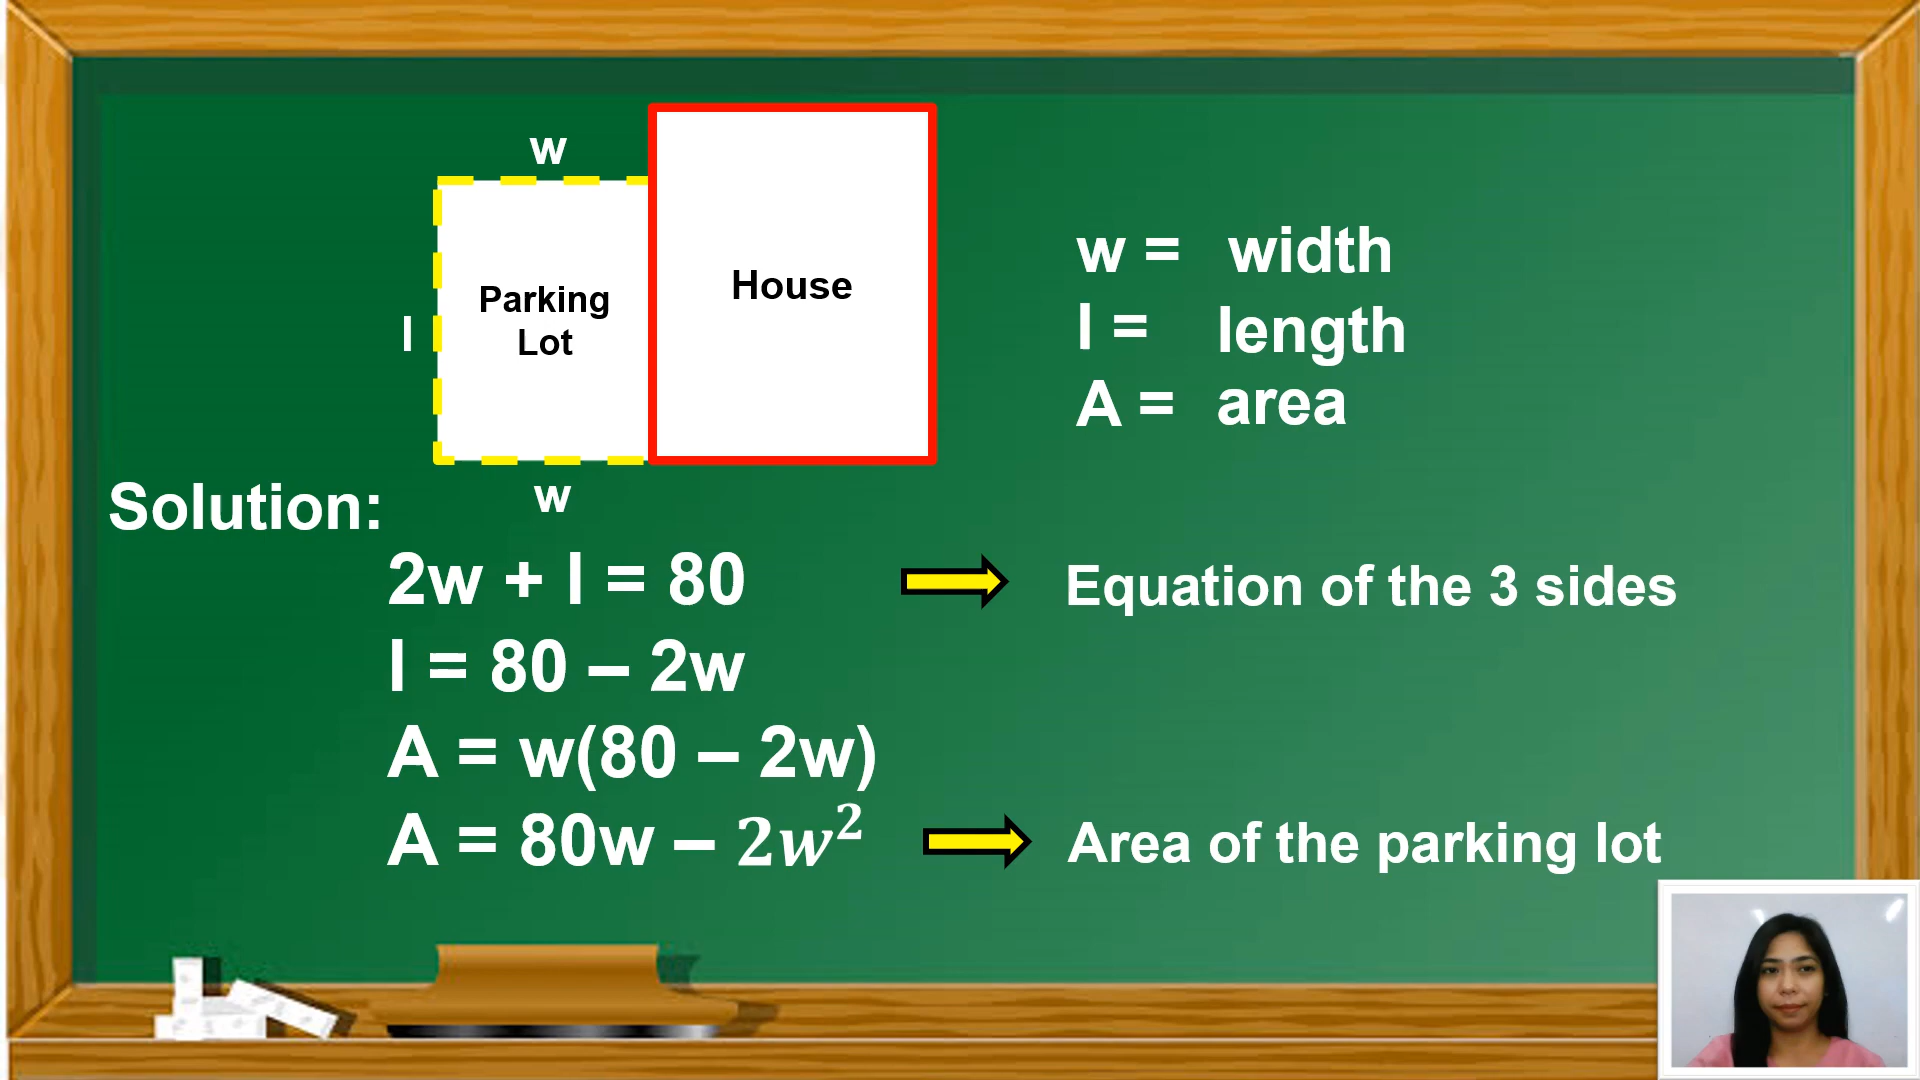 w
Parking
Lot
House
l
w
w = width
l = length
A = area
Solution:
2w + l = 80
Equation of the 3 sides
l = 80 – 2w
A = w(80 – 2w)
A = 80w – 2w²
Area of the parking lot